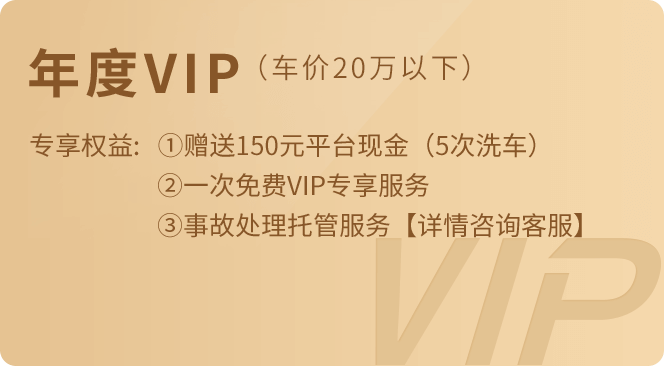 年度VIP（车价20万以下）
专享权益: ①赠送150元平台现金（5次洗车）
②一次免费VIP专享服务
③事故处理托管服务【详情咨询客服】
VIP